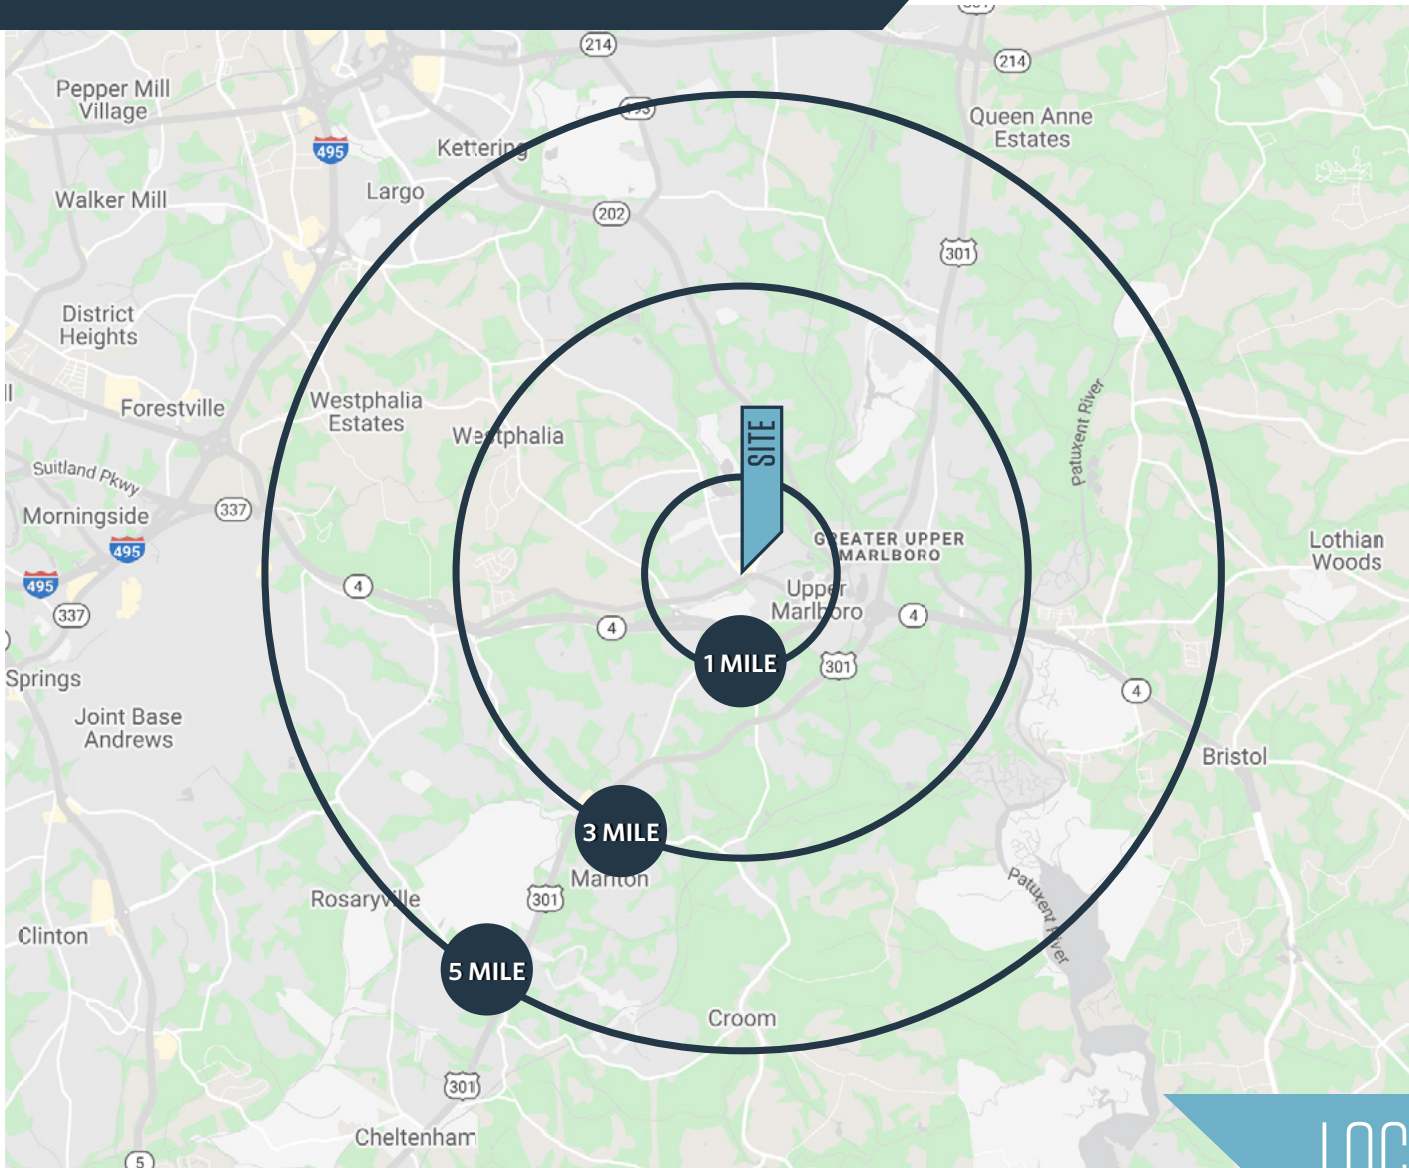 214
214
Pepper Mill
Village
193
Queen Anne
Estates
495
Kettering
Largo
Walker Mill
202
301
District
Heights
Westphalia
Estates
Forestville
Westphalia
SITE
Patuxent River
Suitland Pkwy
337
Morningside
495
GREATER UPPER
MARLBORO
Lothian
Woods
495
337
4
Upper
Marlboro
4
4
1 MILE
301
Springs
4
Joint Base
Andrews
Bristol
3 MILE
Marlton
Rosaryville
301
Patuxent River
Clinton
5 MILE
Croom
301
Cheltenham
5